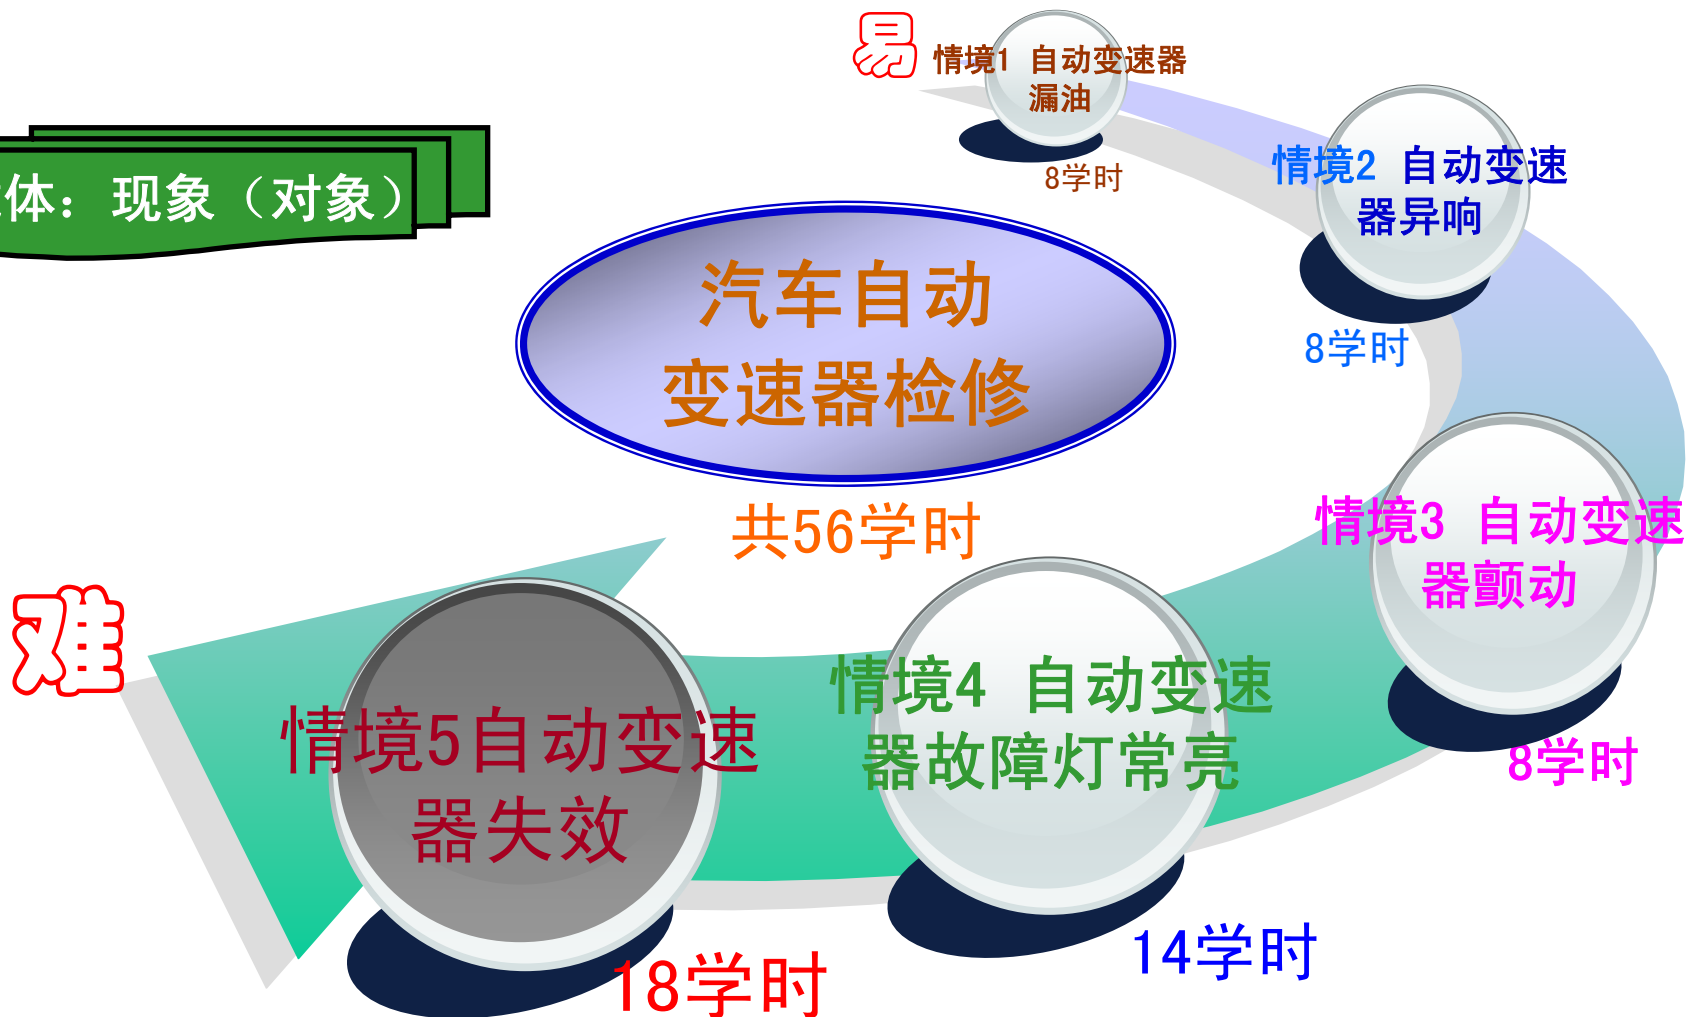 易
情境1 自动变速器
漏油
8学时
体：现象（对象）
情境2 自动变速
器异响
8学时
汽车自动
变速器检修
共56学时
情境3 自动变速
器颤动
8学时
难
情境4 自动变速
器故障灯常亮
14学时
情境5自动变速
器失效
18学时